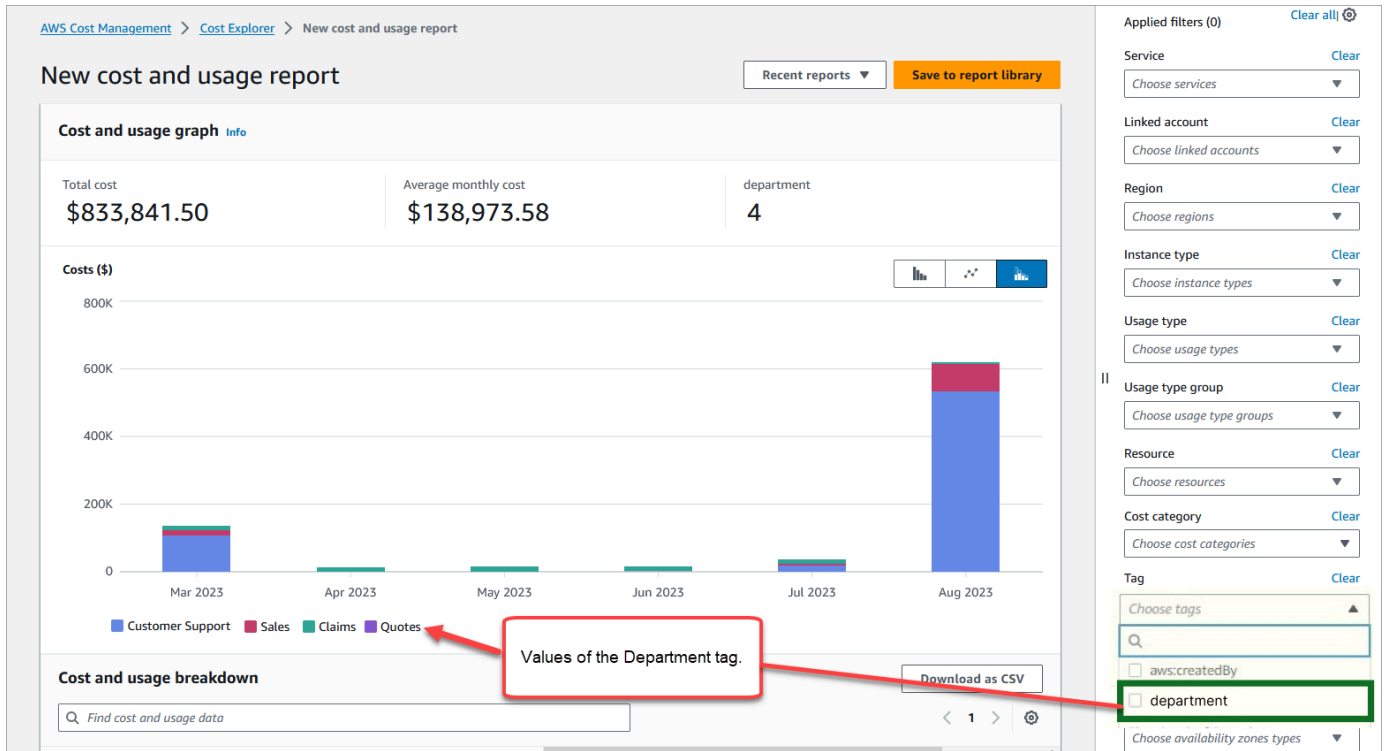 AWS Cost Management > Cost Explorer > New cost and usage report
New cost and usage report
Recent reports
Save to report library
Cost and usage graph Info
Total cost
$833,841.50
Average monthly cost
$138,973.58
department
4
Costs ($)
800K
600K
400K
200K
0
Mar 2023 Apr 2023 May 2023 Jun 2023 Jul 2023 Aug 2023
Customer Support Sales Claims Quotes
Values of the Department tag.
Cost and usage breakdown
Download as CSV
Find cost and usage data
< 1 >
Applied filters (0) Clear all|
Service Clear
Choose services
Linked account Clear
Choose linked accounts
Region Clear
Choose regions
Instance type Clear
Choose instance types
Usage type Clear
Choose usage types
Usage type group Clear
Choose usage type groups
Resource Clear
Choose resources
Cost category Clear
Choose cost categories
Tag Clear
Choose tags
aws:createdBy
department
Choose availability zones types